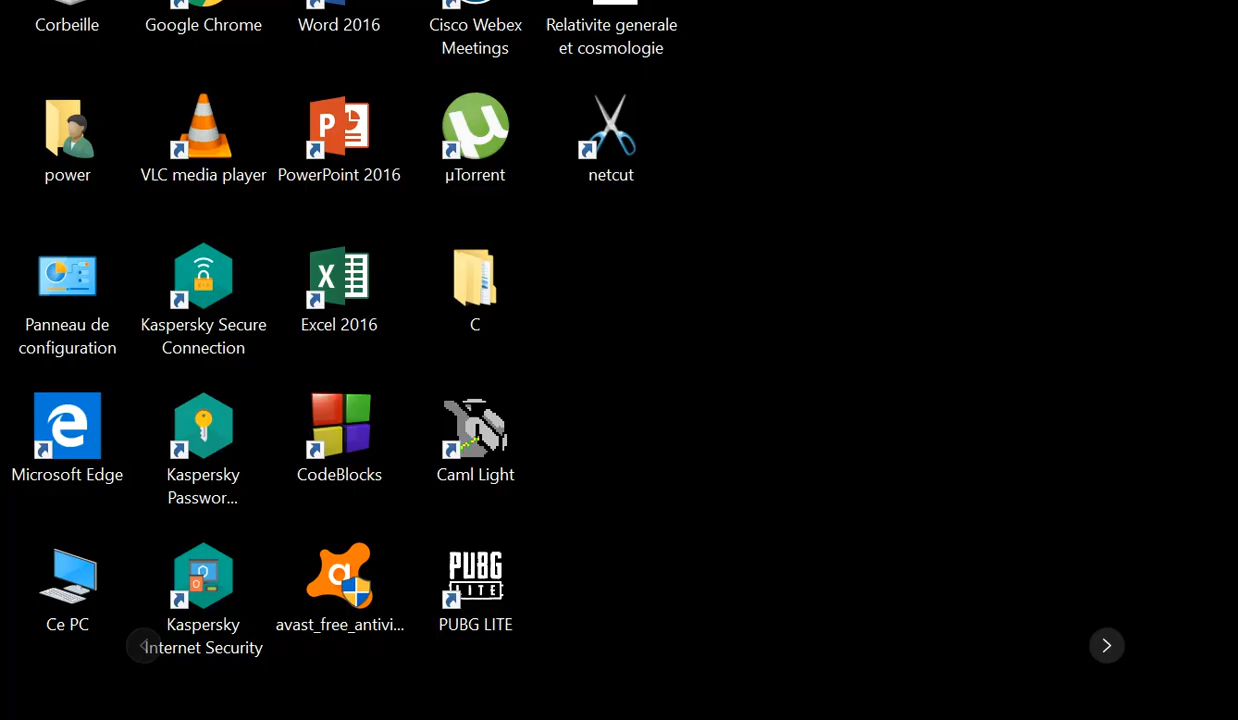 Corbeille
Google Chrome
Word 2016
Cisco Webex
Meetings
Relativite generale
et cosmologie
power
VLC media player
PowerPoint 2016
µTorrent
netcut
Panneau de
configuration
Kaspersky Secure
Connection
Excel 2016
C
Microsoft Edge
Kaspersky
Passwor...
CodeBlocks
Caml Light
PUBG
LITE
Ce PC
Kaspersky
Internet Security
avast_free_antivi...
PUBG LITE